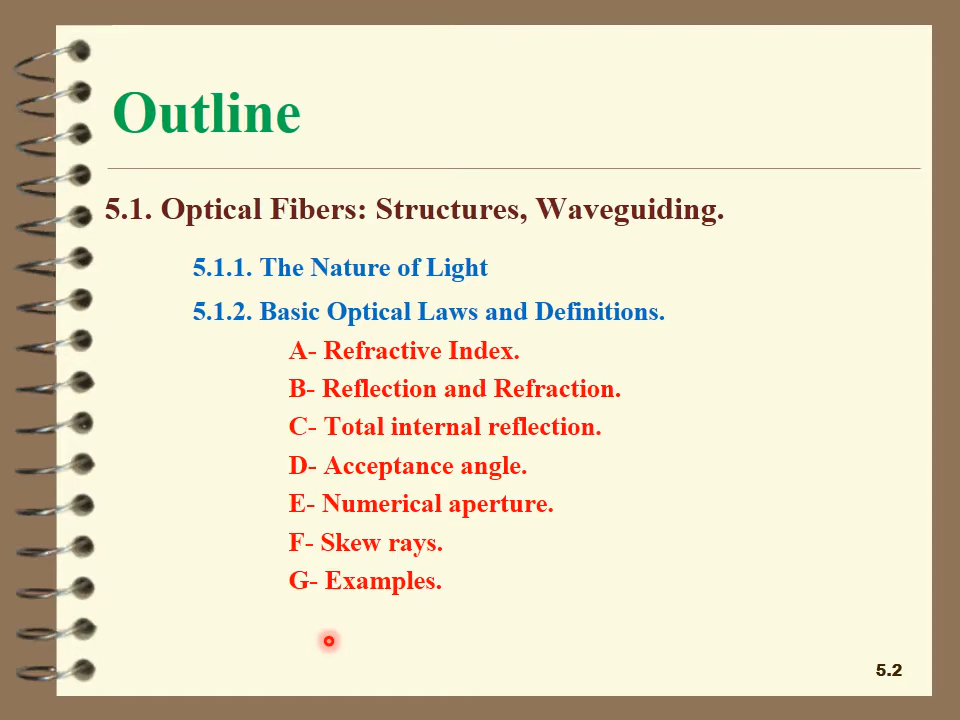 Outline
5.1. Optical Fibers: Structures, Waveguiding.
5.1.1. The Nature of Light
5.1.2. Basic Optical Laws and Definitions.
A- Refractive Index.
B- Reflection and Refraction.
C- Total internal reflection.
D- Acceptance angle.
E- Numerical aperture.
F- Skew rays.
G- Examples.
5.2